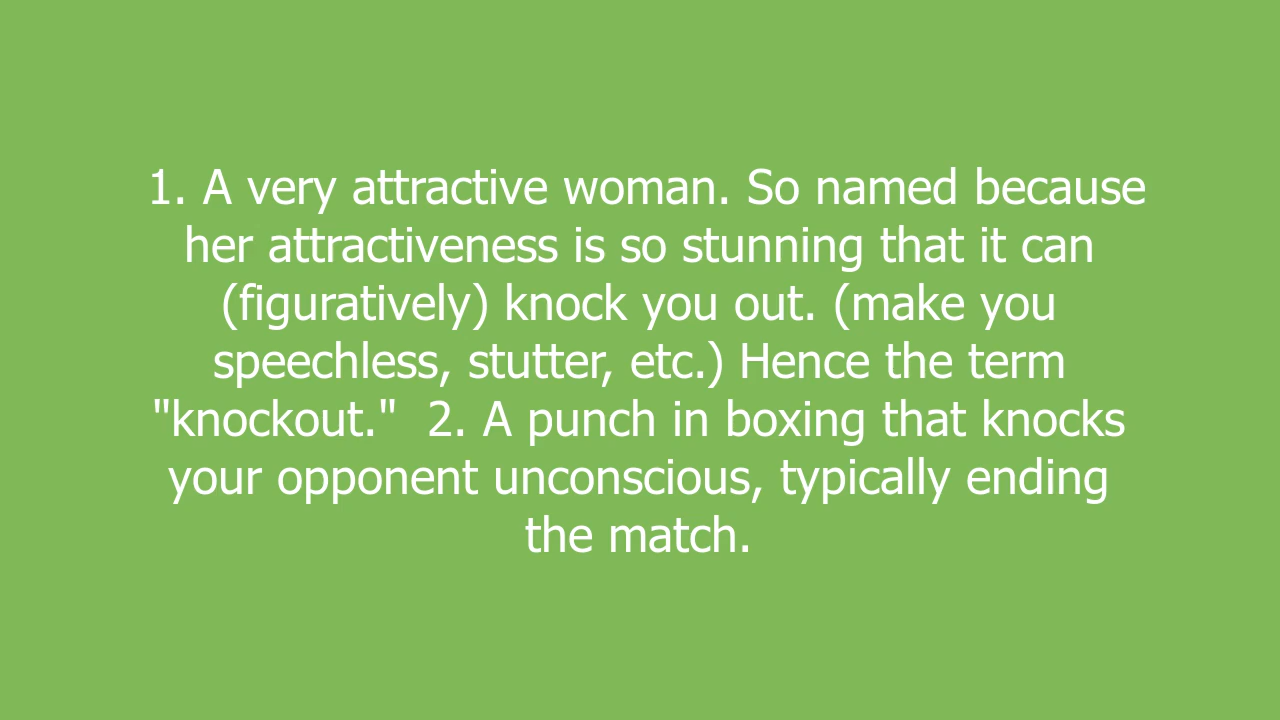 1. A very attractive woman. So named because
her attractiveness is so stunning that it can
(figuratively) knock you out. (make you
speechless, stutter, etc.) Hence the term
"knockout."  2. A punch in boxing that knocks
your opponent unconscious, typically ending
the match.